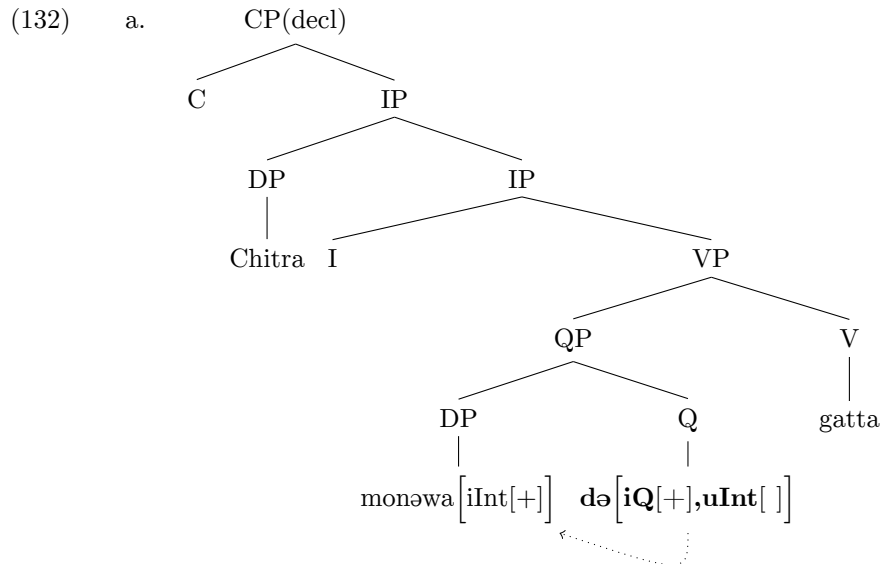 (132) a. CP(decl)
C IP
DP IP
Chitra I VP
QP V
DP Q gatta
monəwa[iInt[+]] də[iQ[+],uInt[ ]]